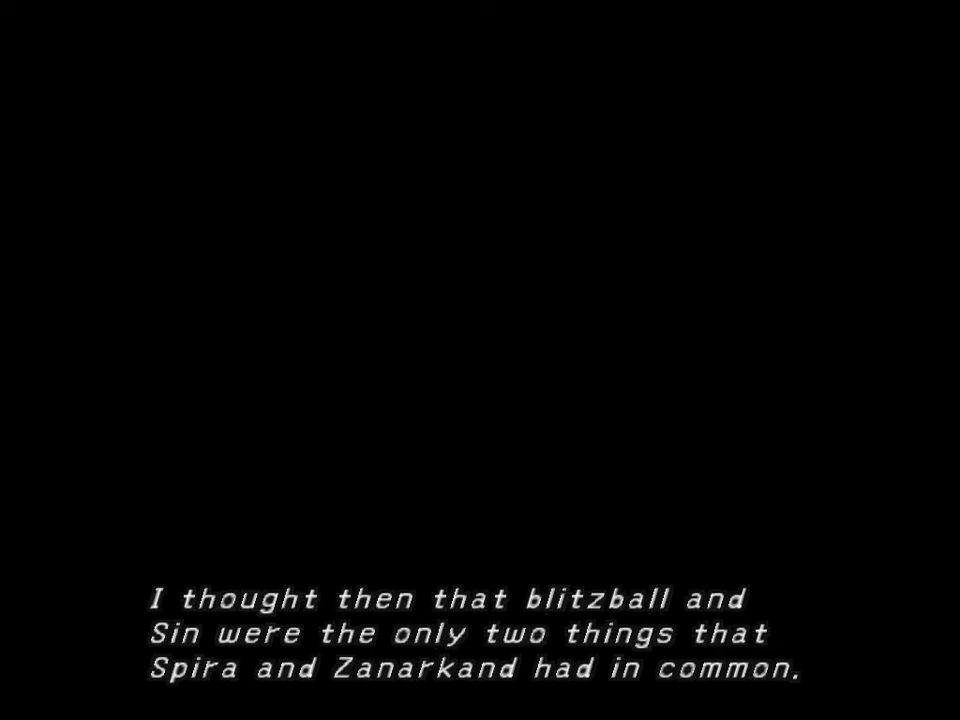 I thought then that blitzball and
Sin were the only two things that
Spira and Zanarkand had in common.